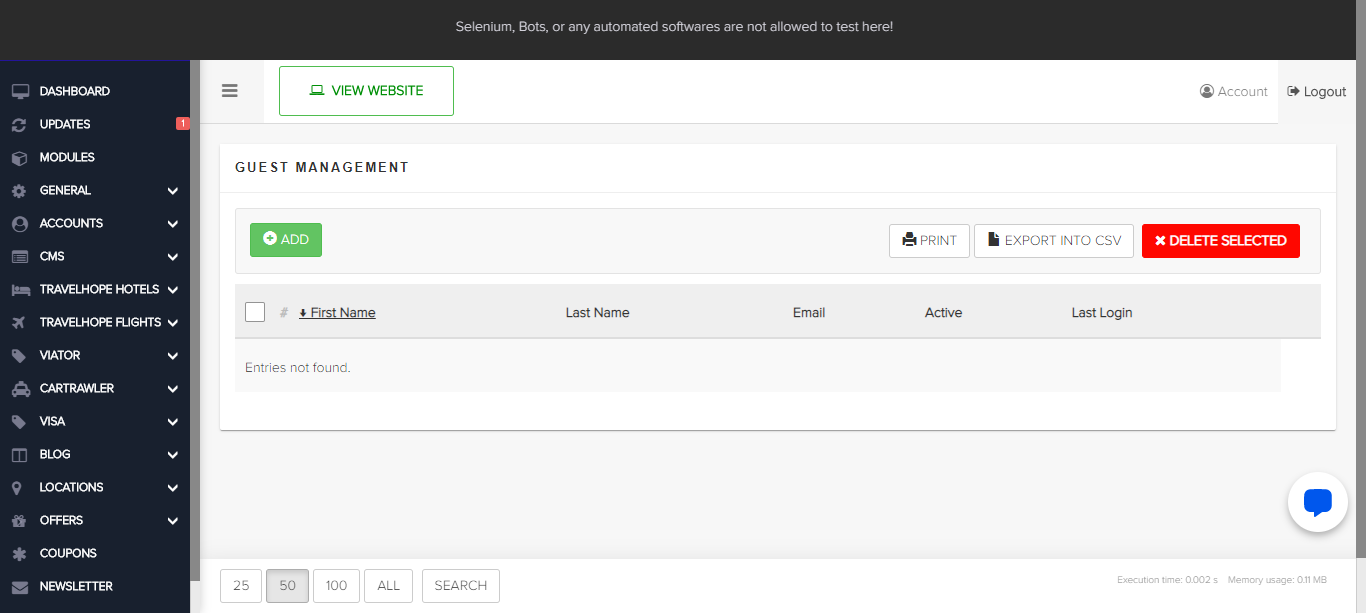 Selenium, Bots, or any automated softwares are not allowed to test here!
DASHBOARD
UPDATES 1
MODULES
GENERAL
ACCOUNTS
CMS
TRAVELHOPE HOTELS
TRAVELHOPE FLIGHTS
VIATOR
CARTRAWLER
VISA
BLOG
LOCATIONS
OFFERS
COUPONS
NEWSLETTER
VIEW WEBSITE Account Logout
GUEST MANAGEMENT
ADD PRINT EXPORT INTO CSV DELETE SELECTED
# First Name Last Name Email Active Last Login
Entries not found.
25 50 100 ALL SEARCH Execution time: 0.002 s Memory usage: 0.11 MB